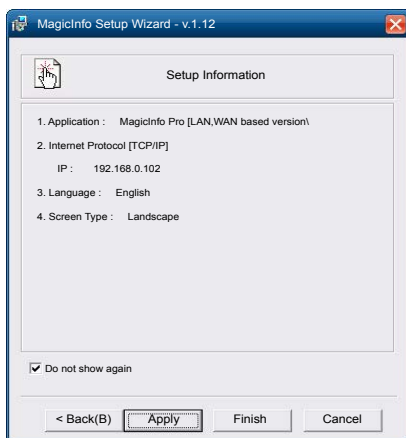 MagicInfo Setup Wizard - v.1.12
Setup Information
1. Application : MagicInfo Pro [LAN,WAN based version\
2. Internet Protocol [TCP/IP]
IP : 192.168.0.102
3. Language : English
4. Screen Type : Landscape
Do not show again
< Back(B) Apply Finish Cancel